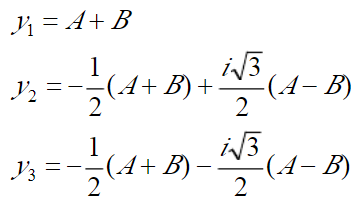 y₁ = A + B
y₂ = −1/2(A + B) + i√3/2(A − B)
y₃ = −1/2(A + B) − i√3/2(A − B)